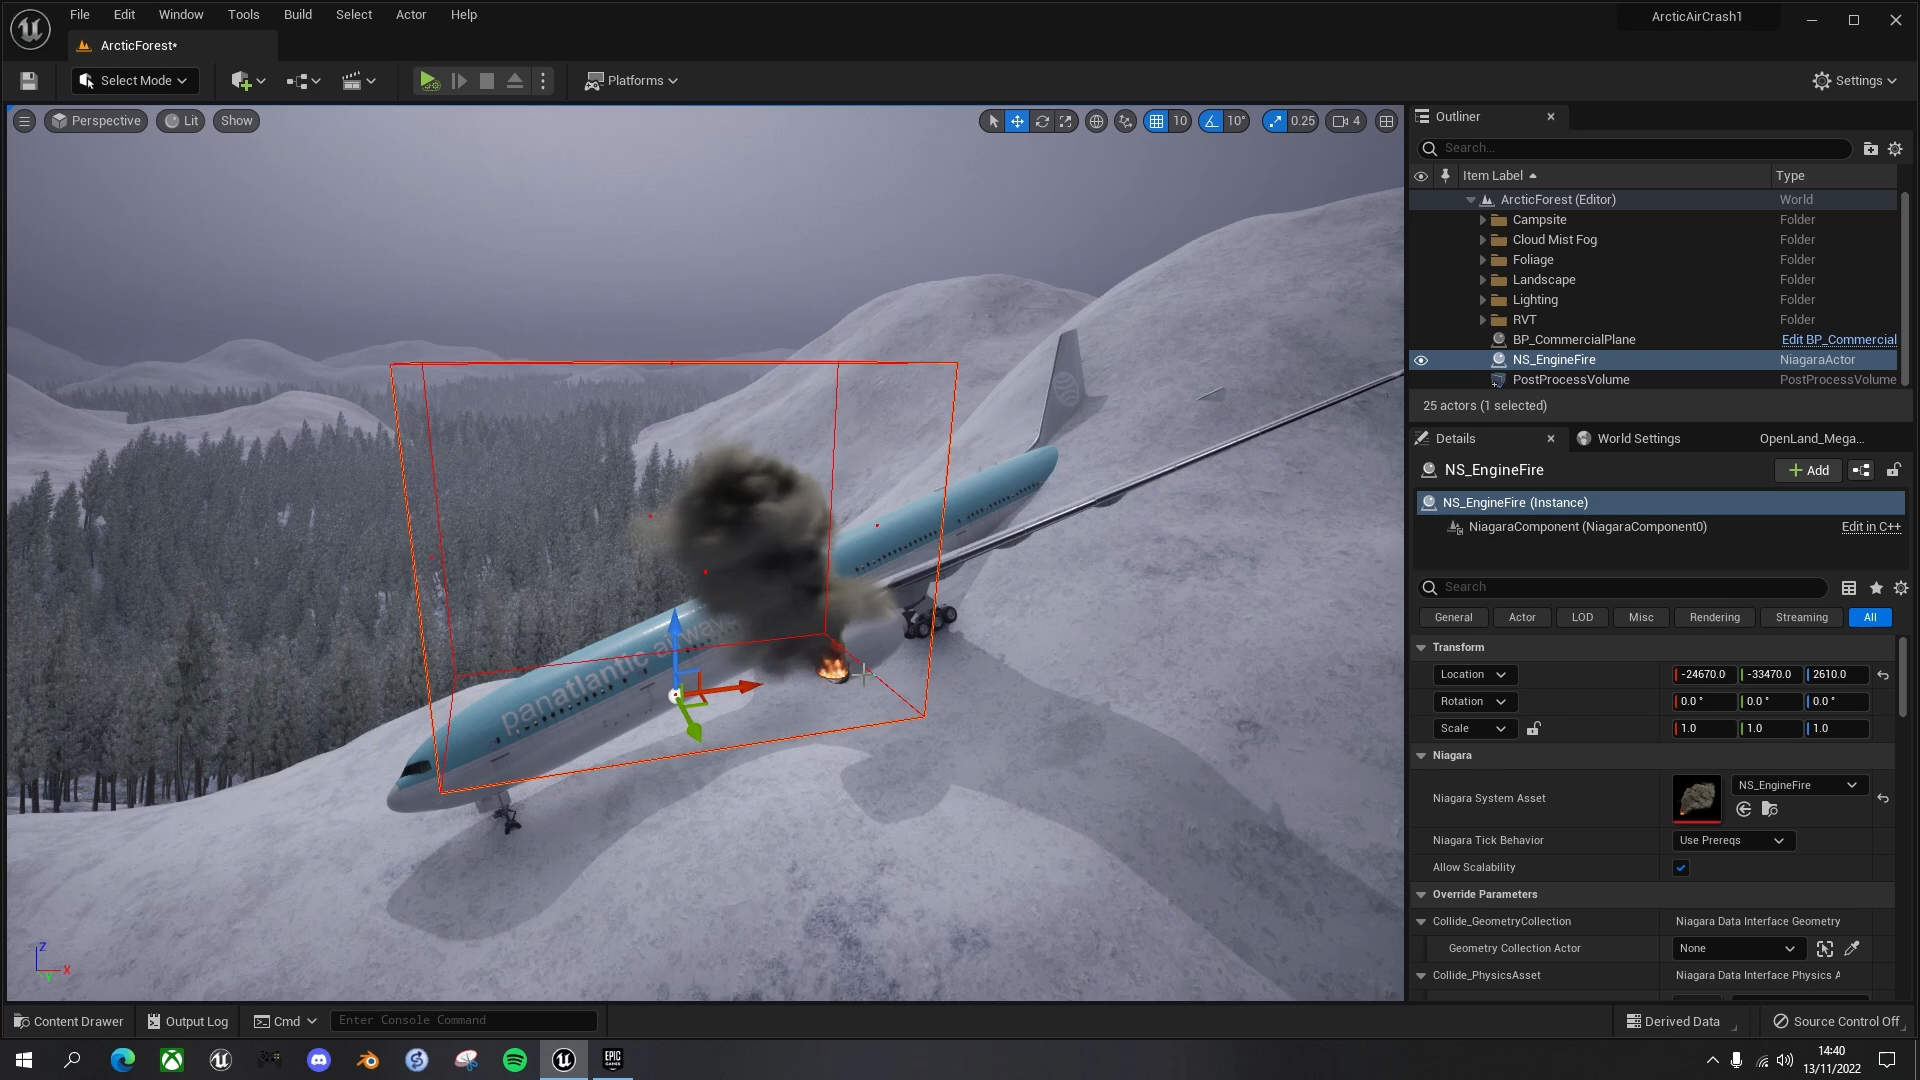 File Edit Window Tools Build Select Actor Help
ArcticAirCrash1
ArcticForest*
Select Mode
Platforms
Settings
Perspective Lit Show
10 10° 0.25 4
Outliner
Search...
Item Label Type
ArcticForest (Editor) World
Campsite Folder
Cloud Mist Fog Folder
Foliage Folder
Landscape Folder
Lighting Folder
RVT Folder
BP_CommercialPlane Edit BP_Commercial
NS_EngineFire NiagaraActor
PostProcessVolume PostProcessVolume
25 actors (1 selected)
Details World Settings OpenLand_Mega...
NS_EngineFire Add
NS_EngineFire (Instance)
NiagaraComponent (NiagaraComponent0) Edit in C++
Search
General Actor LOD Misc Rendering Streaming All
Transform
Location -24670.0 -33470.0 2610.0
Rotation 0.0 ° 0.0 ° 0.0 °
Scale 1.0 1.0 1.0
Niagara
Niagara System Asset NS_EngineFire
Niagara Tick Behavior Use Prereqs
Allow Scalability
Override Parameters
Collide_GeometryCollection Niagara Data Interface Geometry
Geometry Collection Actor None
Collide_PhysicsAsset Niagara Data Interface Physics A
panatlantic airways
Z
X
Y
Content Drawer Output Log Cmd Enter Console Command
Derived Data Source Control Off
EPIC GAMES
14:40
13/11/2022